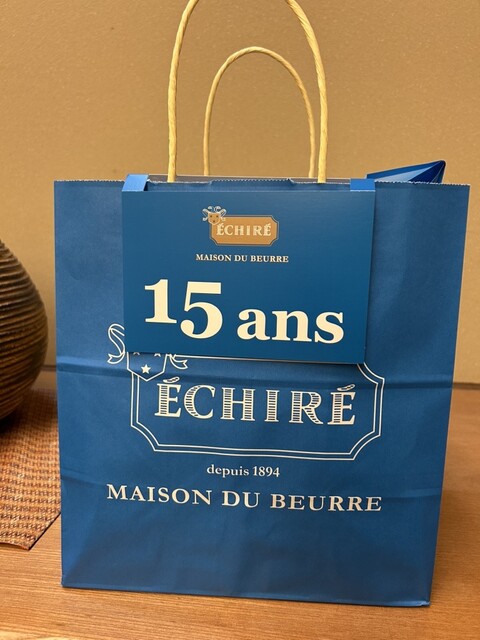 ÉCHIRÉ
MAISON DU BEURRE
15 ans
ÉCHIRÉ
depuis 1894
MAISON DU BEURRE